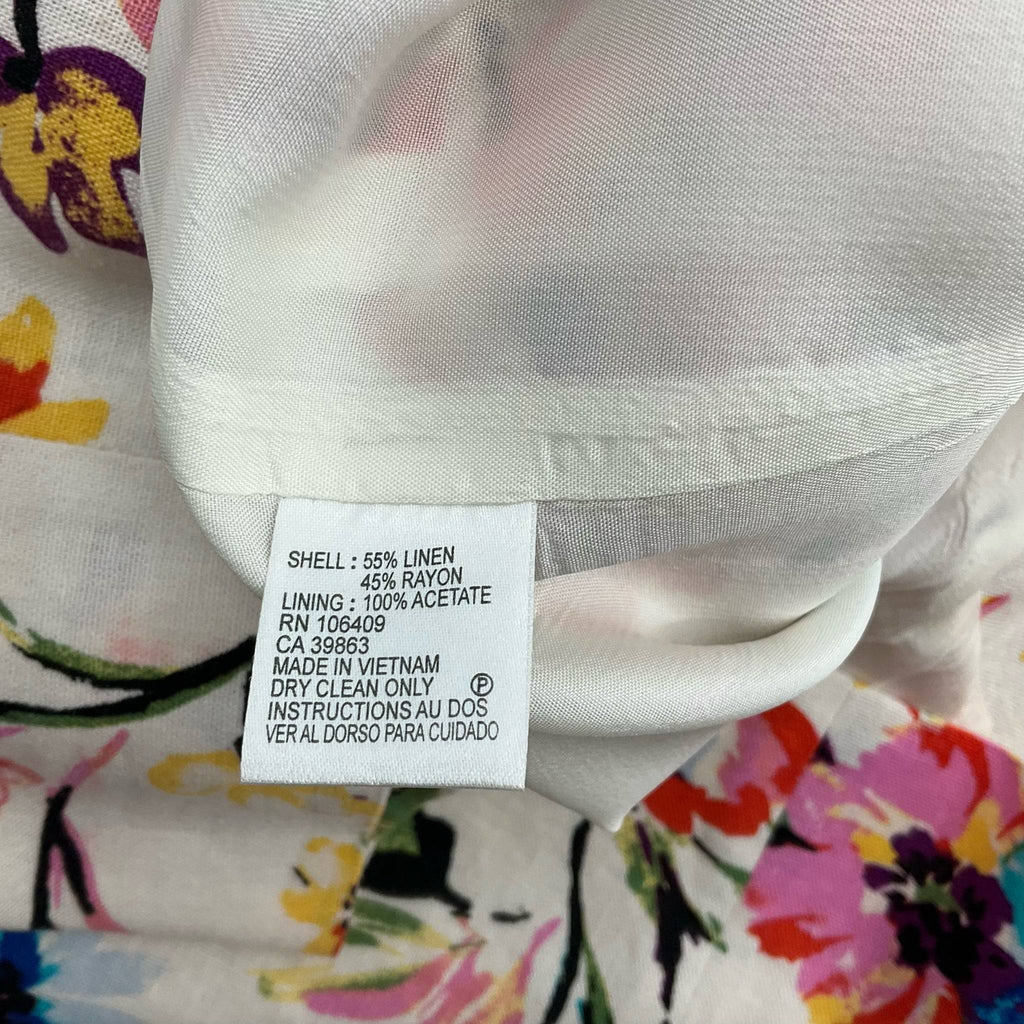 SHELL : 55% LINEN
45% RAYON
LINING : 100% ACETATE
RN 106409
CA 39863
MADE IN VIETNAM
DRY CLEAN ONLY Ⓟ
INSTRUCTIONS AU DOS
VER AL DORSO PARA CUIDADO